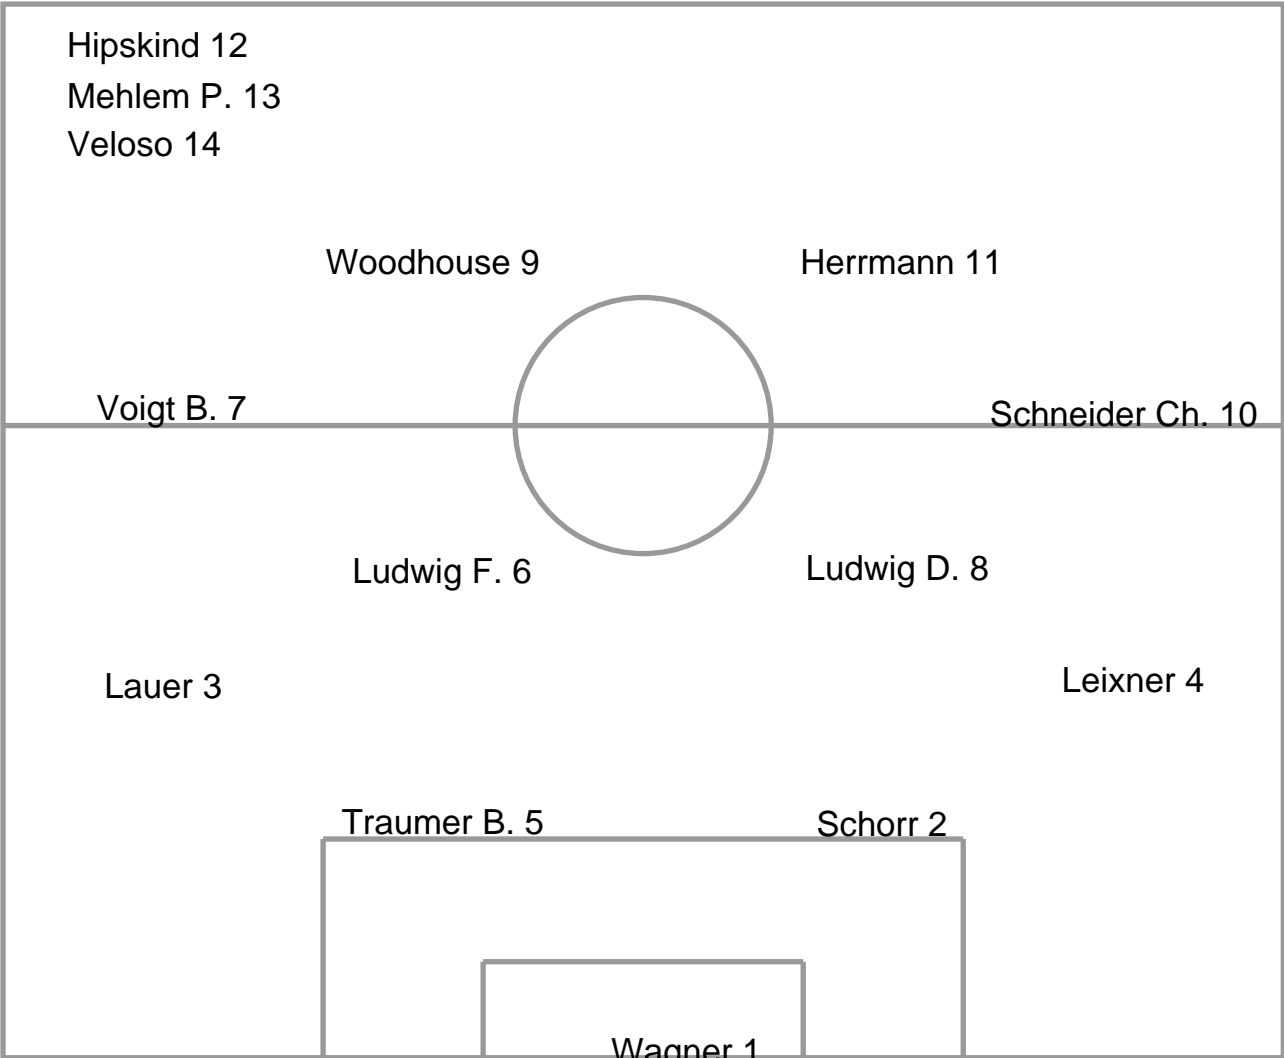 Hipskind 12
Mehlem P. 13
Veloso 14
Woodhouse 9
Herrmann 11
Voigt B. 7
Schneider Ch. 10
Ludwig F. 6
Ludwig D. 8
Lauer 3
Leixner 4
Traumer B. 5
Schorr 2
Wagner 1